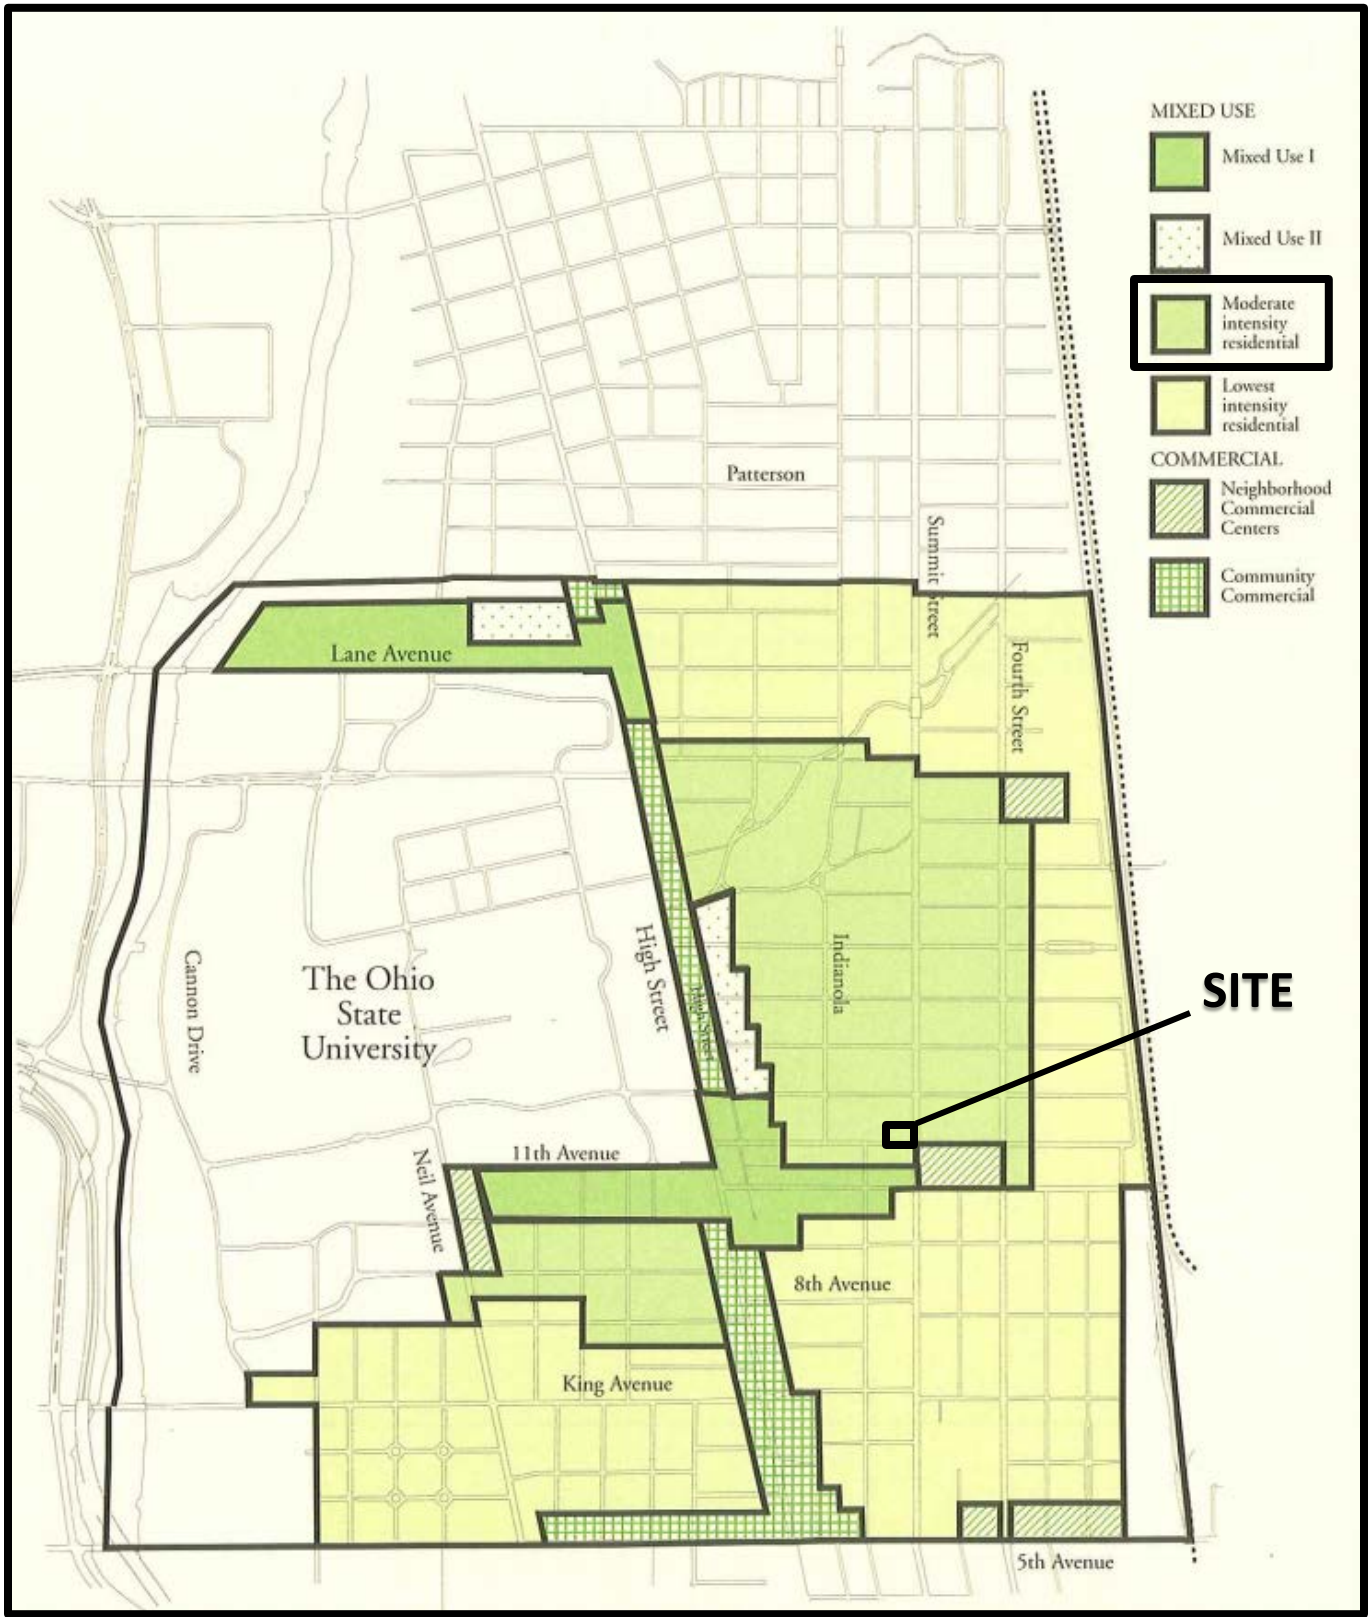 MIXED USE
Mixed Use I
Mixed Use II
Moderate
intensity
residential
Lowest
intensity
residential
COMMERCIAL
Neighborhood
Commercial
Centers
Community
Commercial
Patterson
Summit Street
Fourth Street
Lane Avenue
High Street
High Street
Indianola
Cannon Drive
The Ohio
State
University
SITE
11th Avenue
Neil Avenue
8th Avenue
King Avenue
5th Avenue